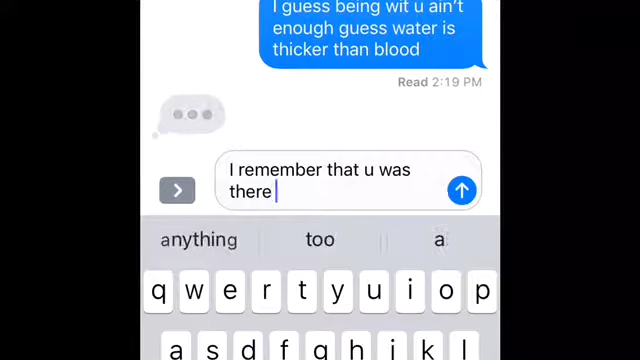 I guess being wit u ain't
enough guess water is
thicker than blood
Read 2:19 PM
I remember that u was
there
anything too a
q w e r t y u i o p
a s d f g h j k l